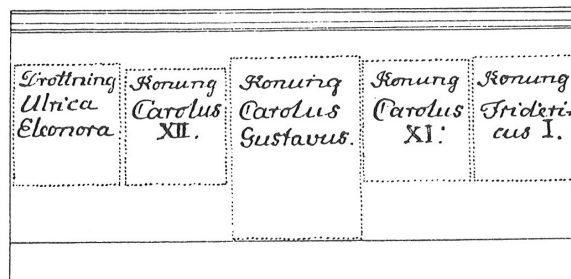 Drottning
Ulrica
Eleonora
Konung
Carolus
XII.
Konung
Carolus
Gustavus.
Konung
Carolus
XI.
Konung
Frideri-
cus I.